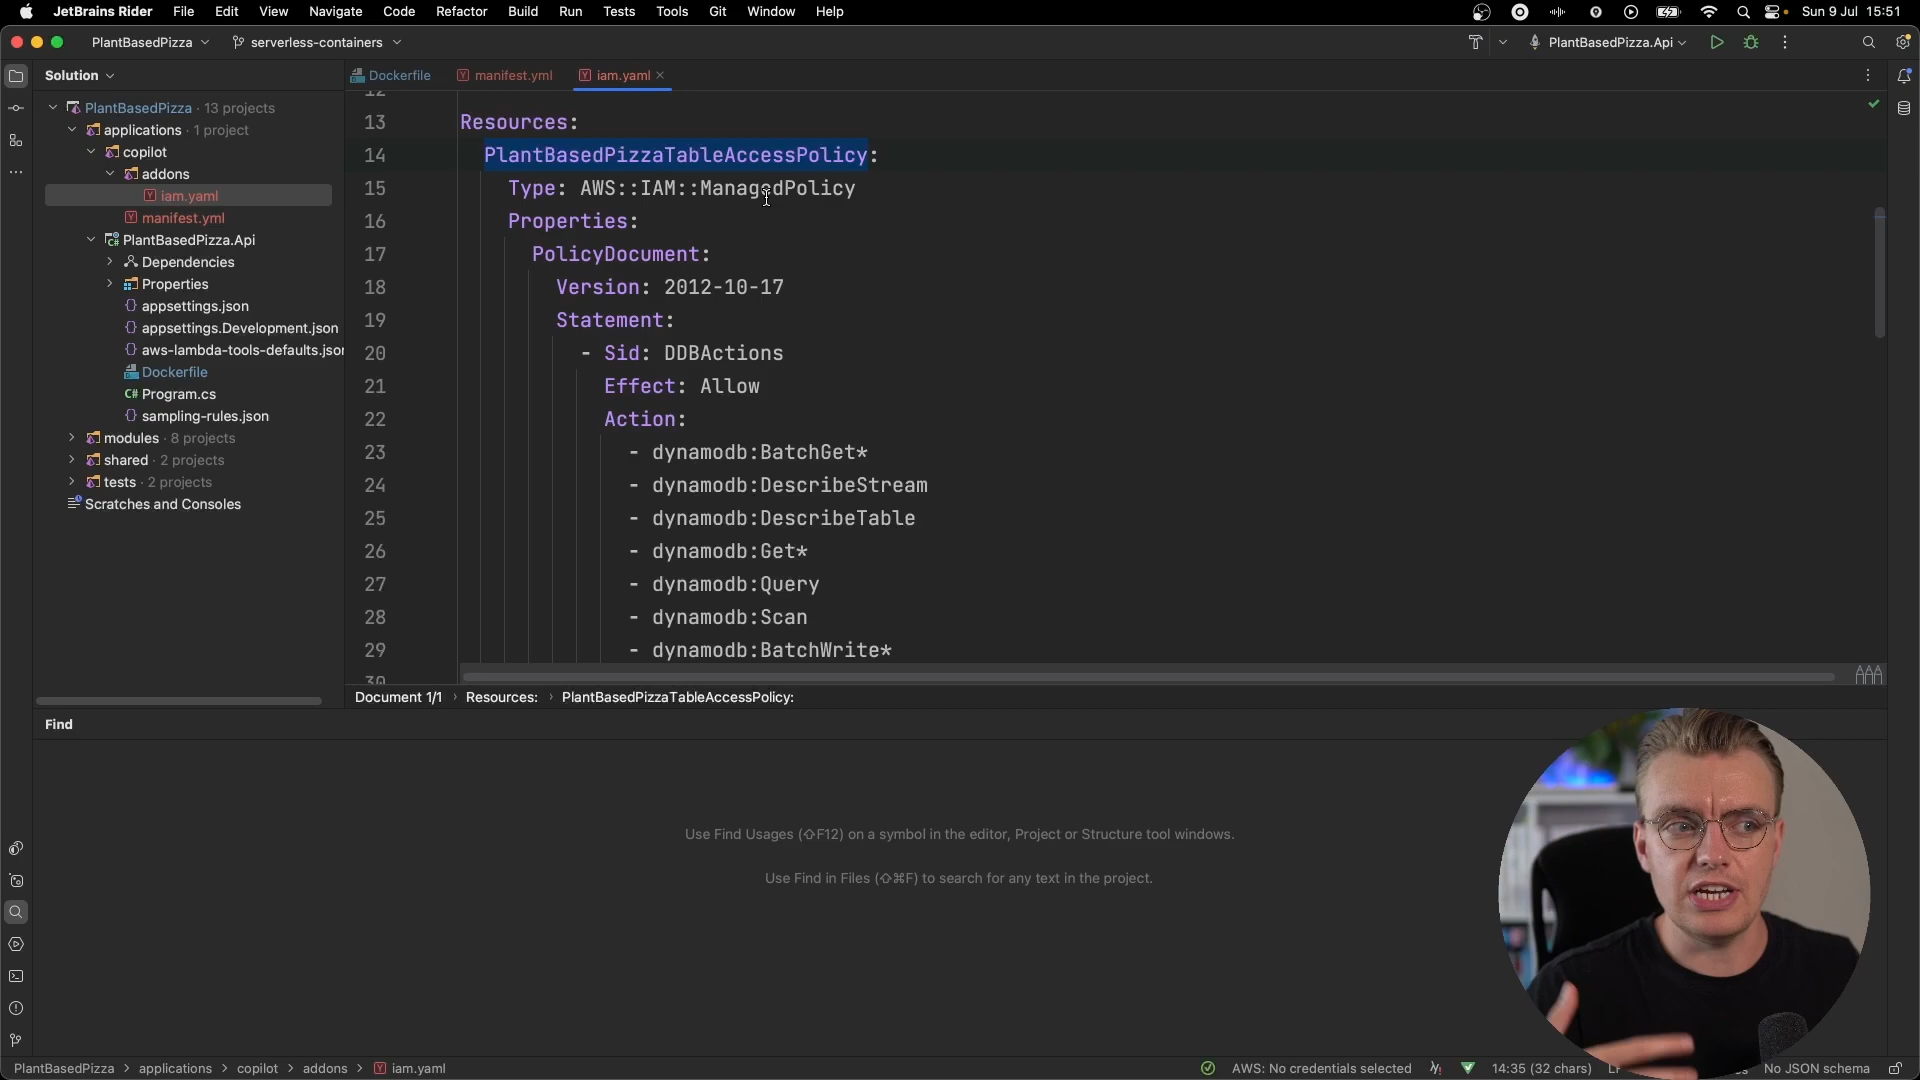 JetBrains Rider File Edit View Navigate Code Refactor Build Run Tests Tools Git Window Help Sun 9 Jul 15:51
PlantBasedPizza serverless-containers PlantBasedPizza.Api
Solution
Dockerfile manifest.yml iam.yaml
PlantBasedPizza · 13 projects
applications · 1 project
copilot
addons
iam.yaml
manifest.yml
PlantBasedPizza.Api
Dependencies
Properties
appsettings.json
appsettings.Development.json
aws-lambda-tools-defaults.json
Dockerfile
C# Program.cs
sampling-rules.json
modules · 8 projects
shared · 2 projects
tests · 2 projects
Scratches and Consoles
12
13 Resources:
14 PlantBasedPizzaTableAccessPolicy:
15 Type: AWS::IAM::ManagedPolicy
16 Properties:
17 PolicyDocument:
18 Version: 2012-10-17
19 Statement:
20 - Sid: DDBActions
21 Effect: Allow
22 Action:
23 - dynamodb:BatchGet*
24 - dynamodb:DescribeStream
25 - dynamodb:DescribeTable
26 - dynamodb:Get*
27 - dynamodb:Query
28 - dynamodb:Scan
29 - dynamodb:BatchWrite*
30
Document 1/1 › Resources: › PlantBasedPizzaTableAccessPolicy:
Find
Use Find Usages (⇧F12) on a symbol in the editor, Project or Structure tool windows.
Use Find in Files (⇧⌘F) to search for any text in the project.
PlantBasedPizza › applications › copilot › addons › iam.yaml AWS: No credentials selected 14:35 (32 chars) No JSON schema